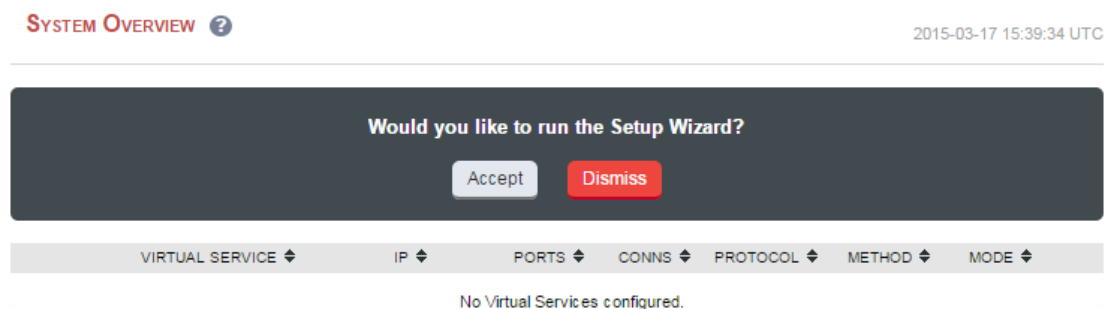 SYSTEM OVERVIEW ?
2015-03-17 15:39:34 UTC
Would you like to run the Setup Wizard?
Accept Dismiss
VIRTUAL SERVICE IP PORTS CONNS PROTOCOL METHOD MODE
No Virtual Services configured.